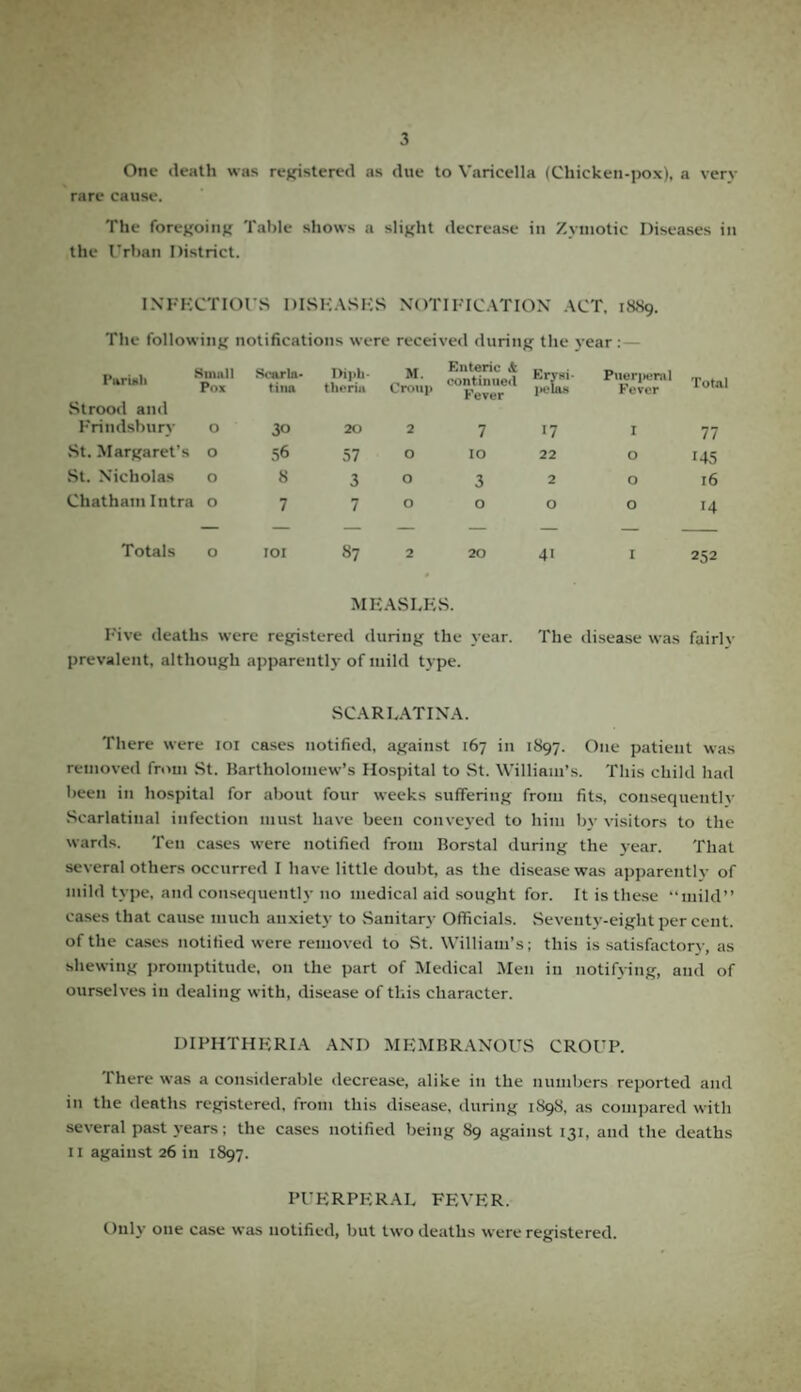 3
One death was registered as due to Varicella (Chicken-pox), a very
rare cause.
The foregoing Table shows a slight decrease in Zymotic Diseases in
the Urban District.
INFECTIOUS DISEASES NOTIFICATION ACT, 1889.
The following notifications were received during the year :—
Parish Small Pox Scarla-tina Diph-theria M. Croup Enteric & continued Fever Erysi-pelas Puerperal Fever Total
Strood and
Frindsbury 0 30 20 2 7 17 1 77
St. Margaret's 0 56 57 0 10 22 0 145
St. Nicholas 0 8 3 0 3 2 0 16
Chatham Intra 0 7 7 0 0 0 0 14
Totals 0 101 87 2 20 41 1 252
MEASLES.
Five deaths were registered during the year. The disease was fairly
prevalent, although apparently of mild type.
SCARLATINA.
There were 101 cases notified, against 167 in 1897. One patient was
removed from St. Bartholomew's Hospital to St. William's. This child had
been in hospital for about four weeks suffering from fits, consequently
Scarlatinal infection must have been conveyed to him by visitors to the
wards. Ten cases were notified from Borstal during the year. That
several others occurred I have little doubt, as the disease was apparently of
mild type, and consequently no medical aid sought for. It is these “mild”
cases that cause much anxiety to Sanitary Officials. Seventy-eight per cent.
of the cases notified were removed to St. William's; this is satisfactory, as
shewing promptitude, on the part of Medical Men in notifying, and of
ourselves in dealing with, disease of this character.
DIPHTHERIA AND MEMBRANOUS CROUP.
There was a considerable decrease, alike in the numbers reported and
in the deaths registered, from this disease, during 1898, as compared with
several past years; the cases notified being 89 against 131, and the deaths
11 against 26 in 1897.
PUERPERAL FEVER.
Only one case was notified, but two deaths were registered.